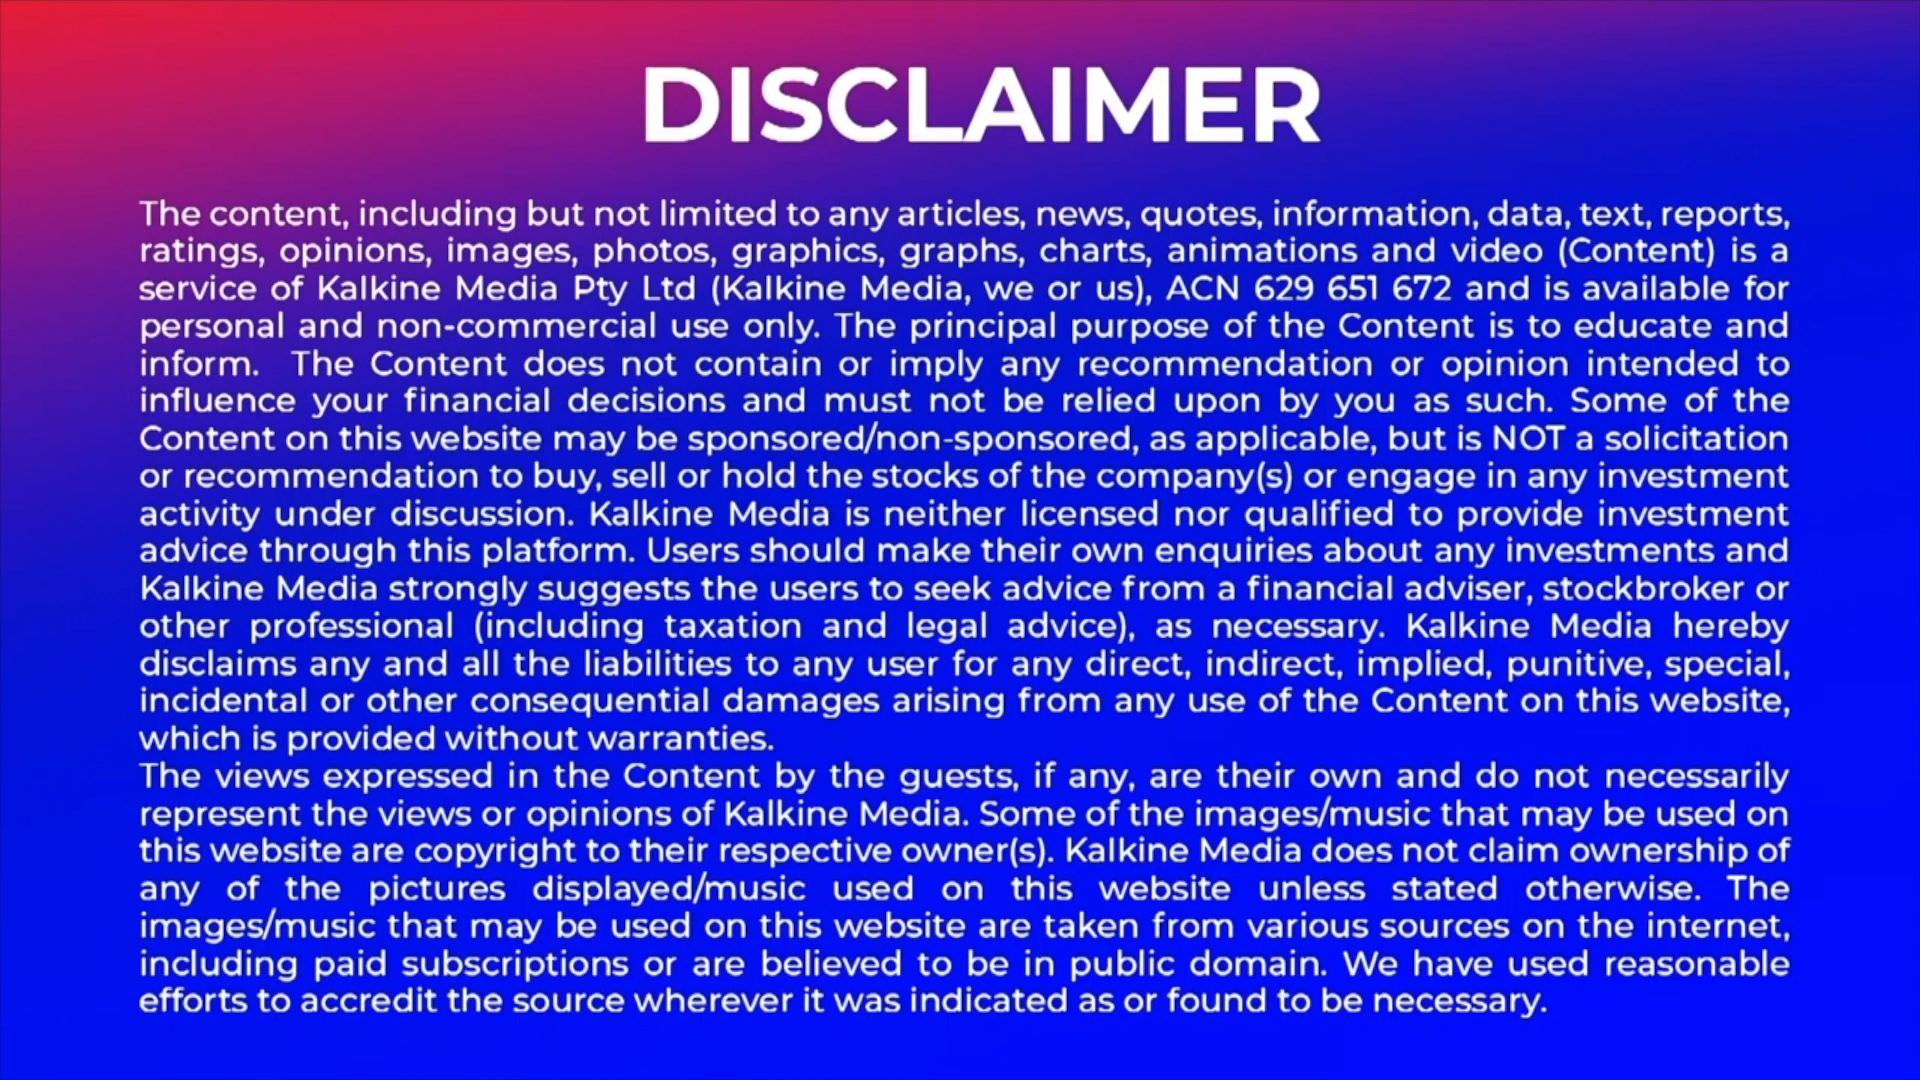 DISCLAIMER
The content, including but not limited to any articles, news, quotes, information, data, text, reports,
ratings, opinions, images, photos, graphics, graphs, charts, animations and video (Content) is a
service of Kalkine Media Pty Ltd (Kalkine Media, we or us), ACN 629 651 672 and is available for
personal and non-commercial use only. The principal purpose of the Content is to educate and
inform.  The Content does not contain or imply any recommendation or opinion intended to
influence your financial decisions and must not be relied upon by you as such. Some of the
Content on this website may be sponsored/non-sponsored, as applicable, but is NOT a solicitation
or recommendation to buy, sell or hold the stocks of the company(s) or engage in any investment
activity under discussion. Kalkine Media is neither licensed nor qualified to provide investment
advice through this platform. Users should make their own enquiries about any investments and
Kalkine Media strongly suggests the users to seek advice from a financial adviser, stockbroker or
other professional (including taxation and legal advice), as necessary. Kalkine Media hereby
disclaims any and all the liabilities to any user for any direct, indirect, implied, punitive, special,
incidental or other consequential damages arising from any use of the Content on this website,
which is provided without warranties.
The views expressed in the Content by the guests, if any, are their own and do not necessarily
represent the views or opinions of Kalkine Media. Some of the images/music that may be used on
this website are copyright to their respective owner(s). Kalkine Media does not claim ownership of
any of the pictures displayed/music used on this website unless stated otherwise. The
images/music that may be used on this website are taken from various sources on the internet,
including paid subscriptions or are believed to be in public domain. We have used reasonable
efforts to accredit the source wherever it was indicated as or found to be necessary.